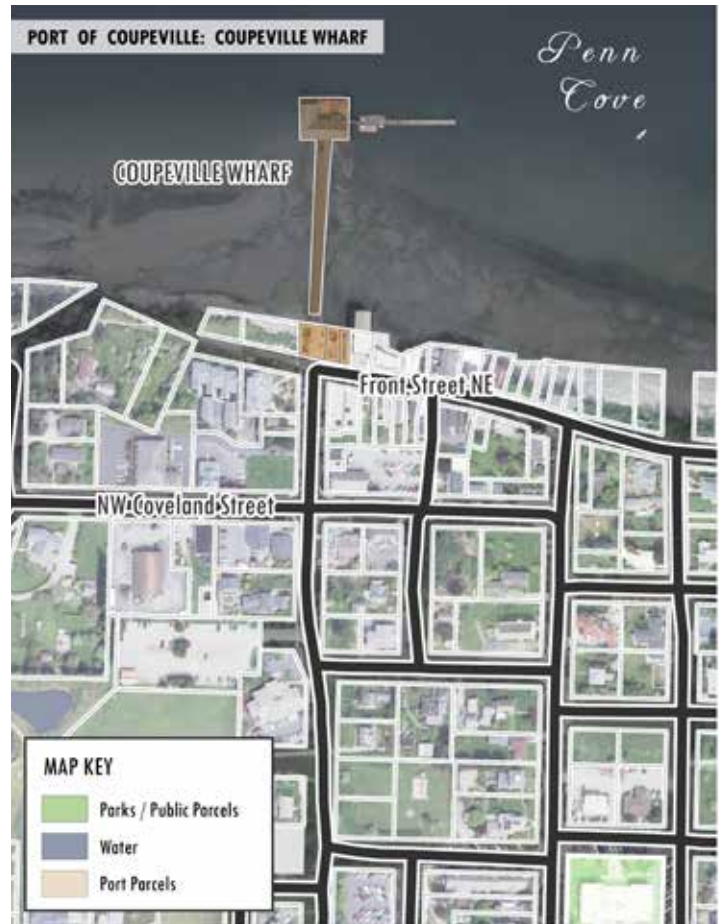 PORT OF COUPEVILLE: COUPEVILLE WHARF
Penn
Cove
COUPEVILLE WHARF
Front Street NE
NW Coveland Street
MAP KEY
Parks / Public Parcels
Water
Port Parcels